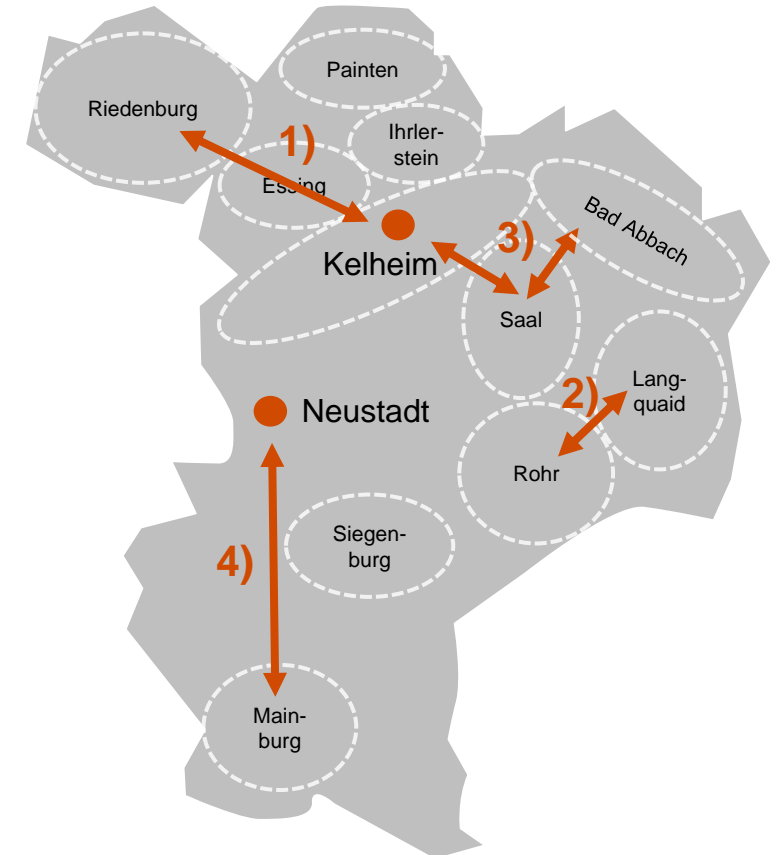 Painten
Riedenburg
1)
Ihrler-
stein
Essing
Bad Abbach
3)
Kelheim
Saal
Lang-
quaid
2)
Neustadt
Rohr
Siegen-
burg
4)
Main-
burg